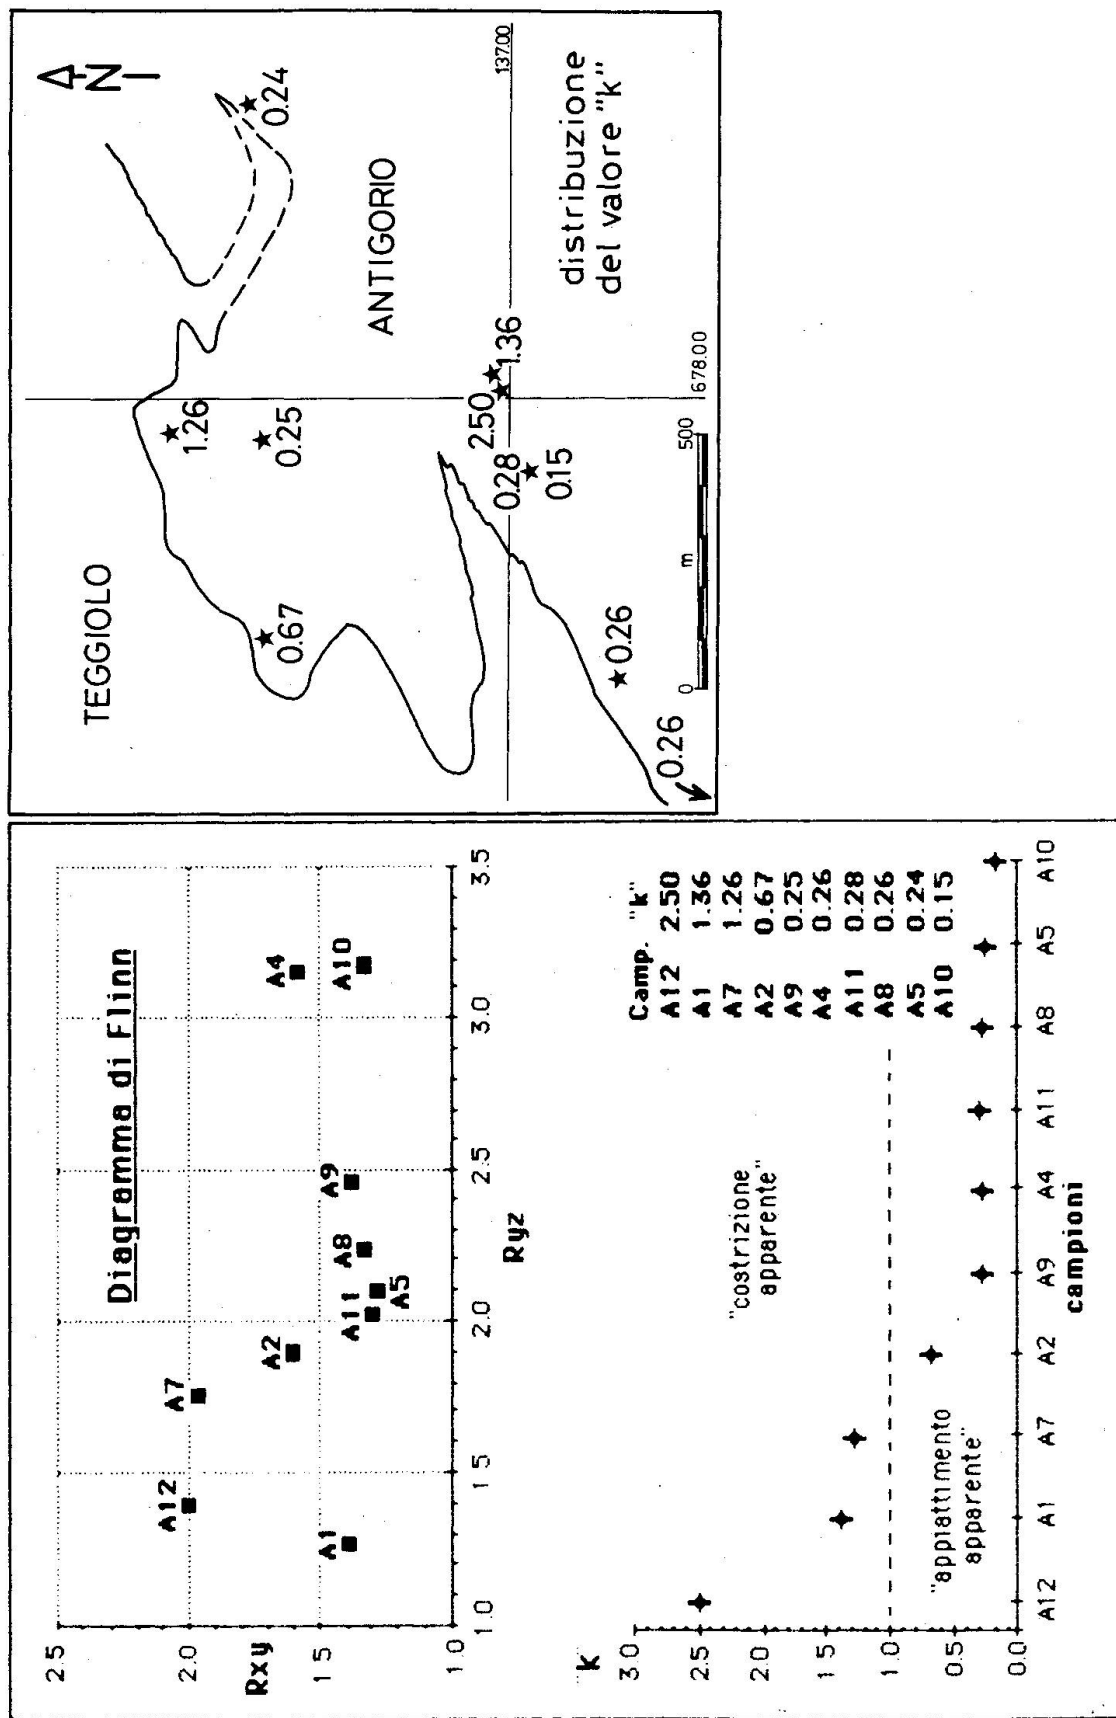 Diagramma di Flinn
2.5
2.0
1.5
1.0
Rxy
A12
A1
A7
A2
A11
A5
A8
A9
A4
A10
1.0
1.5
2.0
2.5
3.0
3.5
Ryz
k
3.0
2.5
2.0
1.5
1.0
0.5
0.0
"costrizione
apparente"
"appiattimento
apparente"
Camp. "k"
A12 2.50
A1 1.36
A7 1.26
A2 0.67
A9 0.25
A4 0.26
A11 0.28
A8 0.26
A5 0.24
A10 0.15
A12 A1 A7 A2 A9 A4 A11 A8 A5 A10
campioni
TEGGIOLO
N
0.24
1.26
0.25
0.67
ANTIGORIO
2.50
1.36
0.28
0.15
137.00
0.26
0.26
distribuzione
del valore "k"
0 m 500
678.00